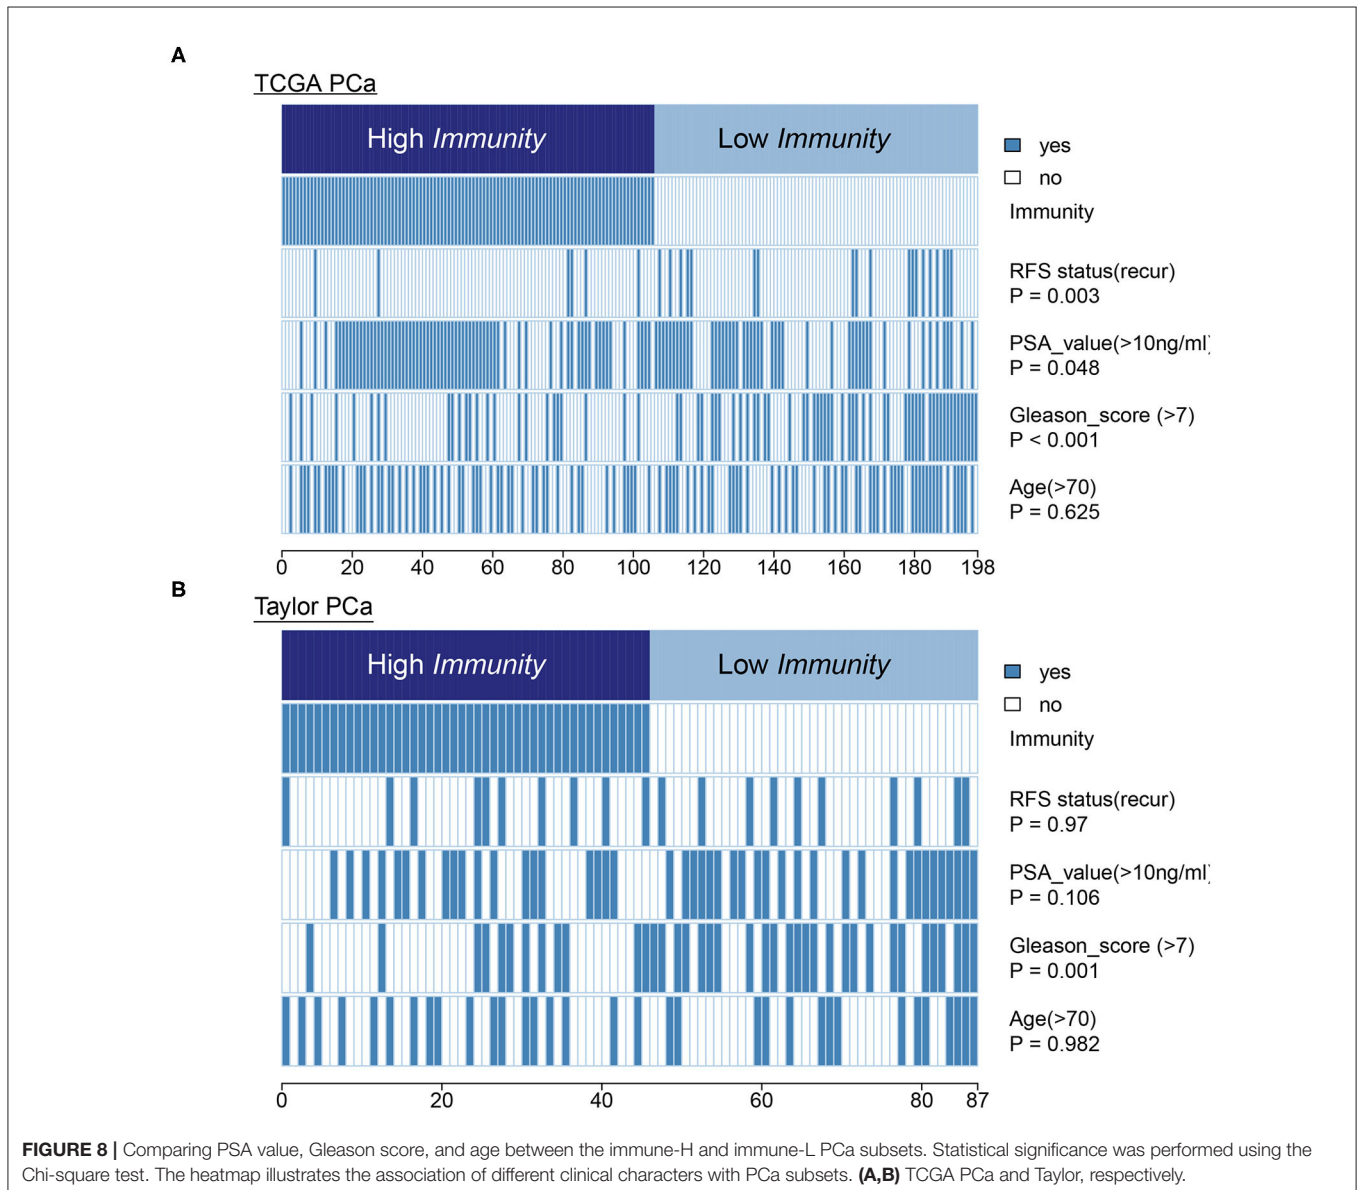 A
TCGA PCa
High Immunity
Low Immunity
yes
no
Immunity
RFS status(recur)
P = 0.003
PSA_value(>10ng/ml)
P = 0.048
Gleason_score (>7)
P < 0.001
Age(>70)
P = 0.625
0 20 40 60 80 100 120 140 160 180 198
B
Taylor PCa
High Immunity
Low Immunity
yes
no
Immunity
RFS status(recur)
P = 0.97
PSA_value(>10ng/ml)
P = 0.106
Gleason_score (>7)
P = 0.001
Age(>70)
P = 0.982
0 20 40 60 80 87
FIGURE 8 | Comparing PSA value, Gleason score, and age between the immune-H and immune-L PCa subsets. Statistical significance was performed using the
Chi-square test. The heatmap illustrates the association of different clinical characters with PCa subsets. (A,B) TCGA PCa and Taylor, respectively.